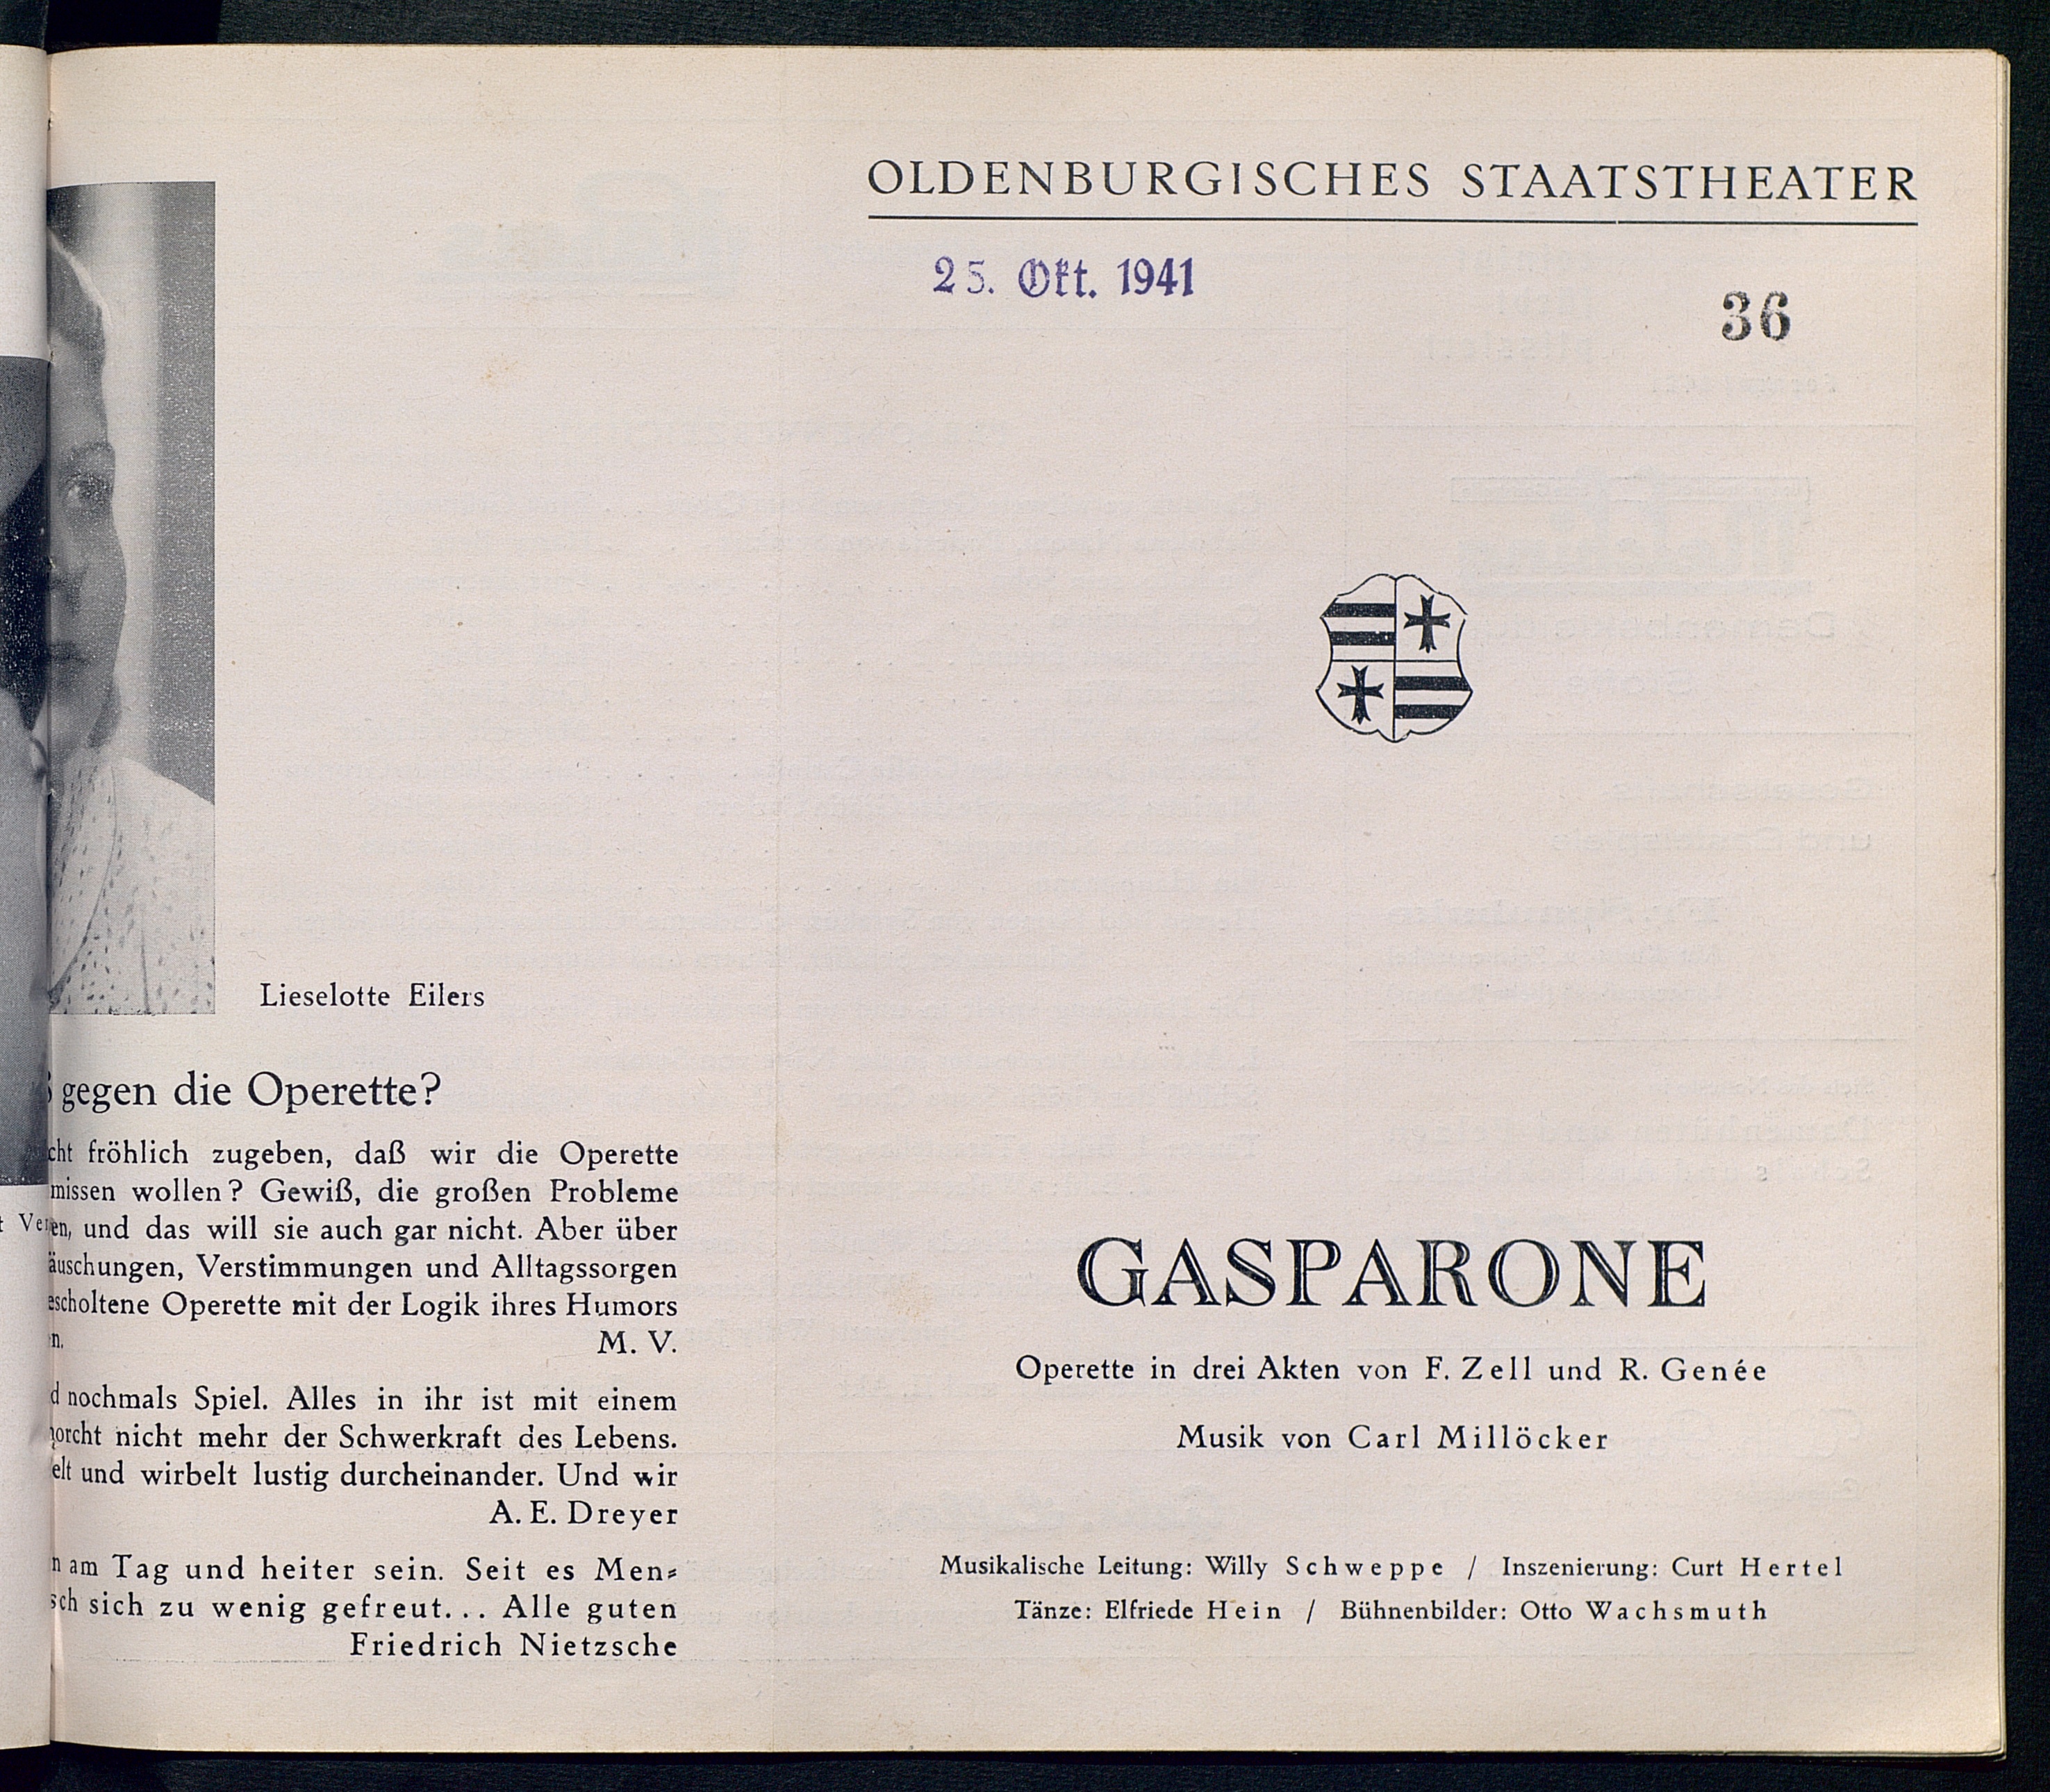 Lieselotte Eilers
gegen die Operette?
fröhlich zugeben, daß wir die Operette
missen wollen? Gewiß, die großen Probleme
und das will sie auch gar nicht. Aber über
äuschungen, Verstimmungen und Alltagssorgen
escholtene Operette mit der Logik ihres Humors
n. M. V.
nochmals Spiel. Alles in ihr ist mit einem
orcht nicht mehr der Schwerkraft des Lebens.
elt und wirbelt lustig durcheinander. Und wir
A. E. Dreyer
am Tag und heiter sein. Seit es Men⸗
sch sich zu wenig gefreut... Alle guten
Friedrich Nietzsche
OLDENBURGISCHES STAATSTHEATER
25. Okt. 1941
36
GASPARONE
Operette in drei Akten von F. Zell und R. Genée
Musik von Carl Millöcker
Musikalische Leitung: Willy Schweppe / Inszenierung: Curt Hertel
Tänze: Elfriede Hein / Bühnenbilder: Otto Wachsmuth